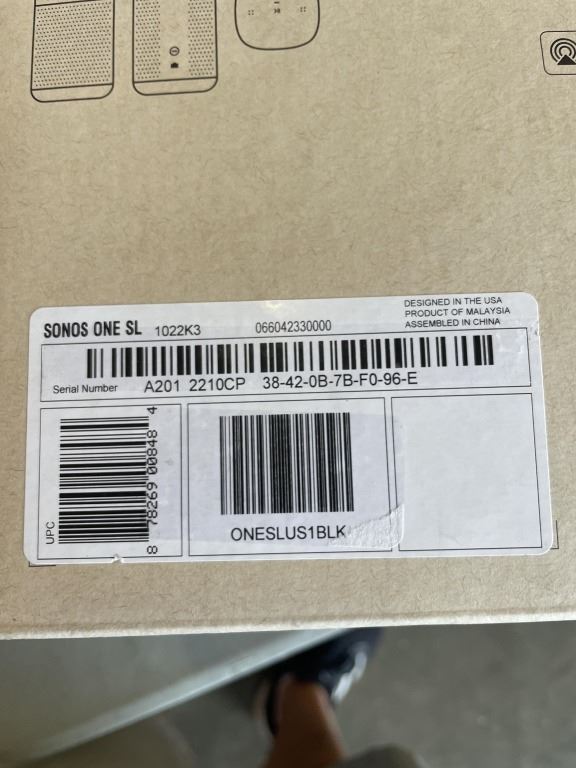 SONOS ONE SL 1022K3 066042330000
DESIGNED IN THE USA
PRODUCT OF MALAYSIA
ASSEMBLED IN CHINA
Serial Number A201 2210CP 38-42-0B-7B-F0-96-E
UPC
8 78269 00848 4
ONESLUS1BLK